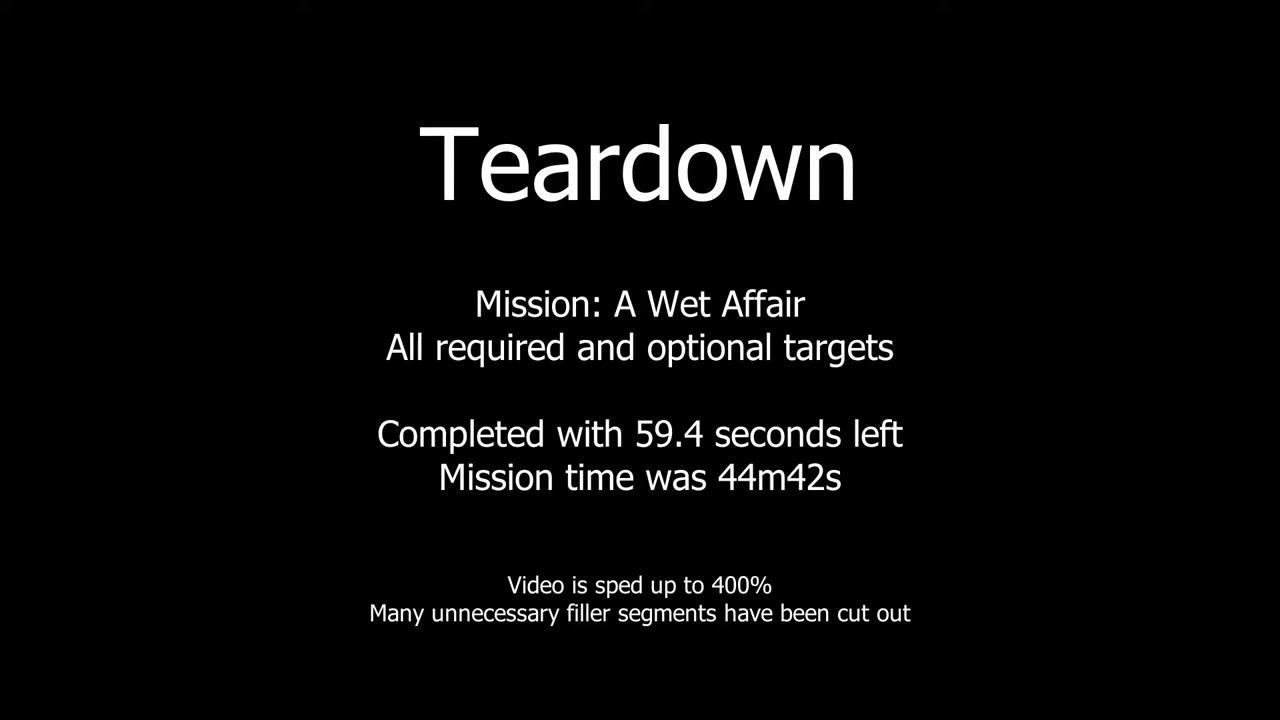 Teardown
Mission: A Wet Affair
All required and optional targets
Completed with 59.4 seconds left
Mission time was 44m42s
Video is sped up to 400%
Many unnecessary filler segments have been cut out